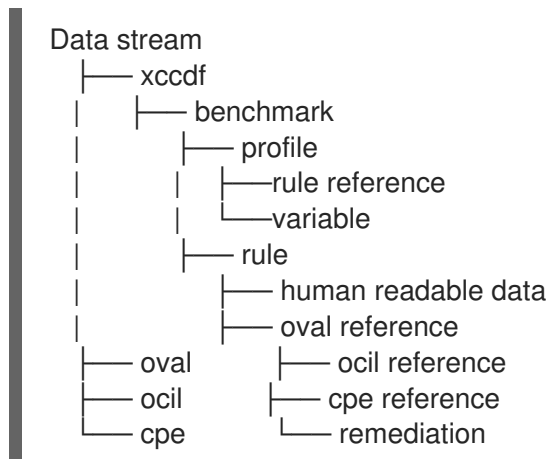 Data stream
├── xccdf
|      ├── benchmark
|            ├── profile
|            |    ├──rule reference
|            |    └──variable
|            ├── rule
|                 ├── human readable data
|                 ├── oval reference
├── oval          ├── ocil reference
├── ocil          ├── cpe reference
└── cpe           └── remediation